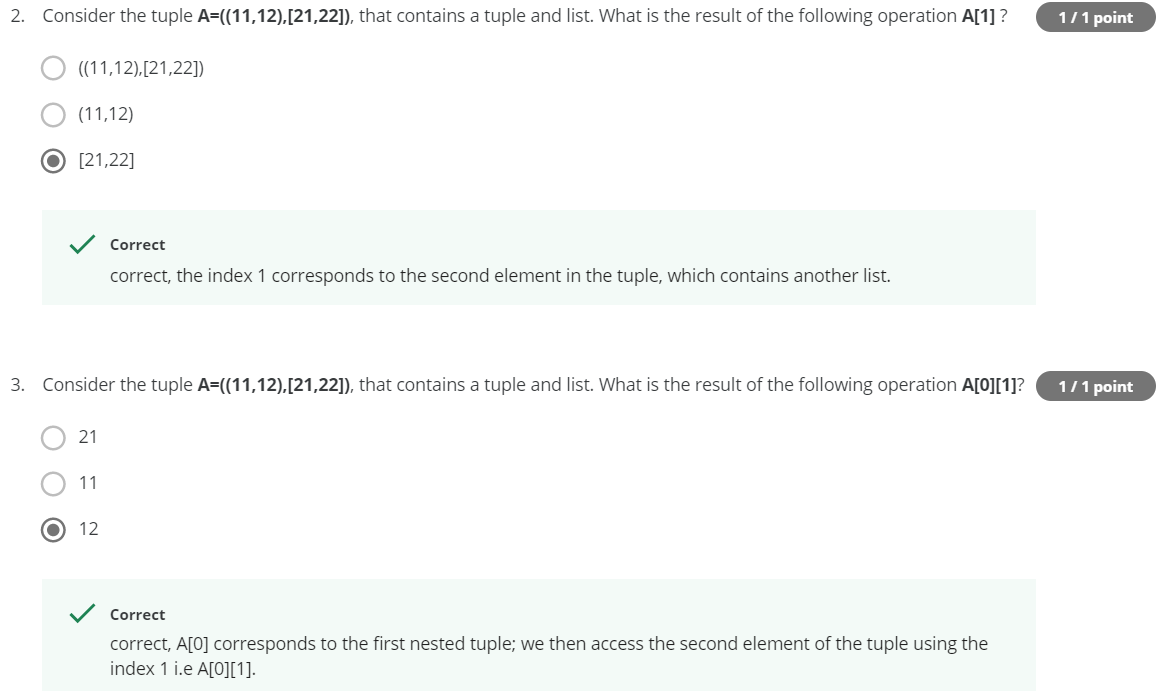 2. Consider the tuple A=((11,12),[21,22]), that contains a tuple and list. What is the result of the following operation A[1] ? 1 / 1 point
((11,12),[21,22])
(11,12)
[21,22]
Correct
correct, the index 1 corresponds to the second element in the tuple, which contains another list.
3. Consider the tuple A=((11,12),[21,22]), that contains a tuple and list. What is the result of the following operation A[0][1]? 1 / 1 point
21
11
12
Correct
correct, A[0] corresponds to the first nested tuple; we then access the second element of the tuple using the
index 1 i.e A[0][1].